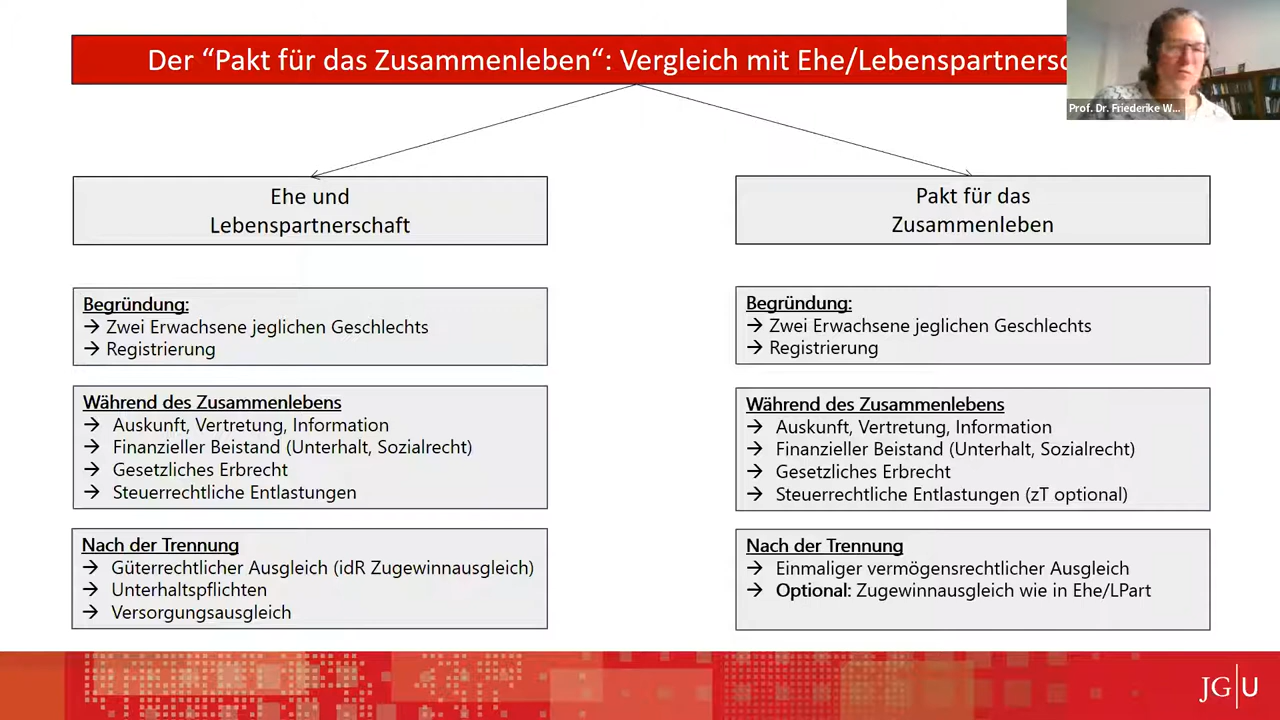 Der “Pakt für das Zusammenleben“: Vergleich mit Ehe/Lebenspartnersc
Prof. Dr. Friederike W...
Ehe und
Lebenspartnerschaft
Begründung:
→ Zwei Erwachsene jeglichen Geschlechts
→ Registrierung
Während des Zusammenlebens
→ Auskunft, Vertretung, Information
→ Finanzieller Beistand (Unterhalt, Sozialrecht)
→ Gesetzliches Erbrecht
→ Steuerrechtliche Entlastungen
Nach der Trennung
→ Güterrechtlicher Ausgleich (idR Zugewinnausgleich)
→ Unterhaltspflichten
→ Versorgungsausgleich
Pakt für das
Zusammenleben
Begründung:
→ Zwei Erwachsene jeglichen Geschlechts
→ Registrierung
Während des Zusammenlebens
→ Auskunft, Vertretung, Information
→ Finanzieller Beistand (Unterhalt, Sozialrecht)
→ Gesetzliches Erbrecht
→ Steuerrechtliche Entlastungen (zT optional)
Nach der Trennung
→ Einmaliger vermögensrechtlicher Ausgleich
→ Optional: Zugewinnausgleich wie in Ehe/LPart
JG|U